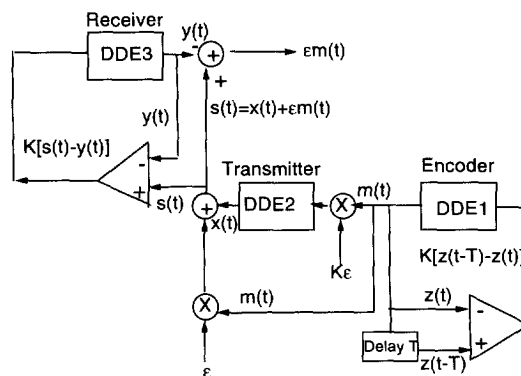 Receiver
DDE3
y(t)
-
+
εm(t)
+
y(t)
s(t)=x(t)+εm(t)
K[s(t)-y(t)]
-
+
s(t)
Transmitter
Encoder
+
x(t)
DDE2
X
m(t)
DDE1
Kε
K[z(t-T)-z(t)]
X
m(t)
z(t)
-
+
Delay T
z(t-T)
ε